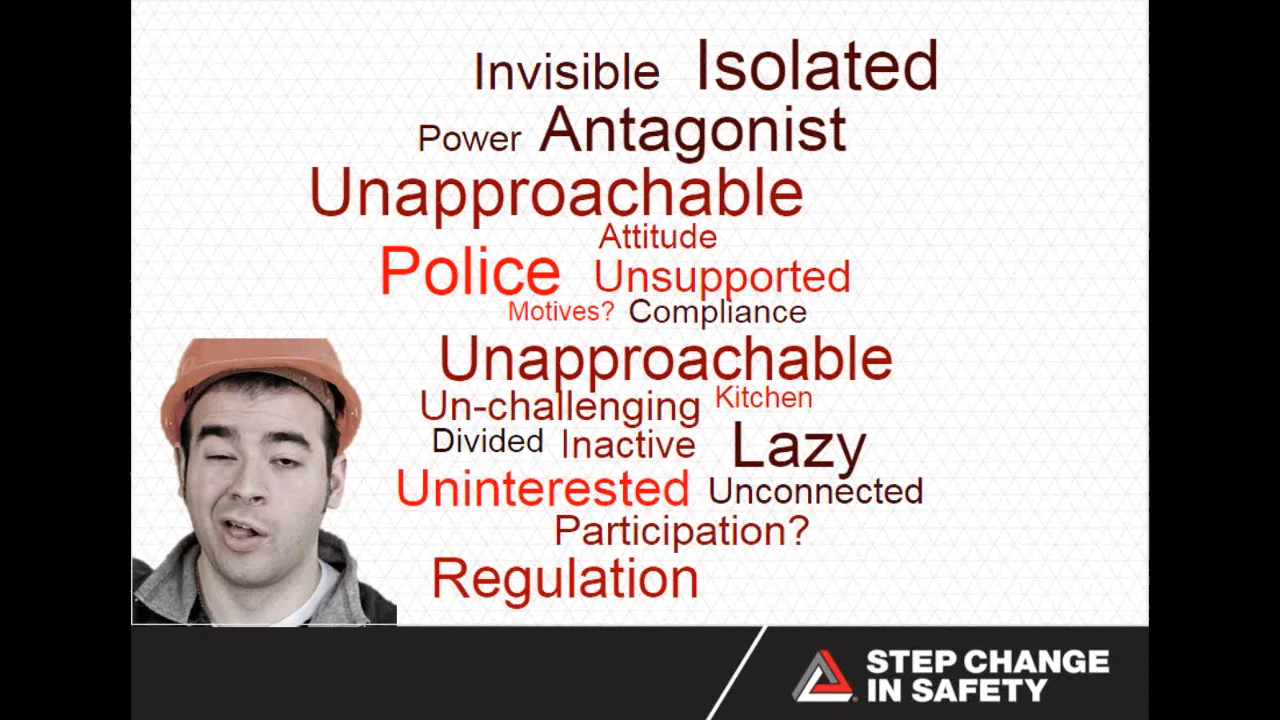 Invisible Isolated
Power Antagonist
Unapproachable
Attitude
Police Unsupported
Motives? Compliance
Unapproachable
Un-challenging Kitchen
Divided Inactive Lazy
Uninterested Unconnected
Participation?
Regulation
STEP CHANGE
IN SAFETY